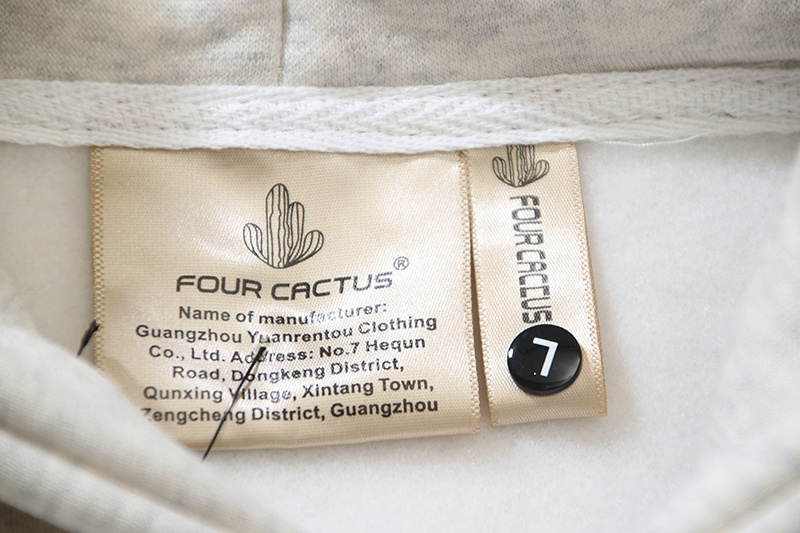 FOUR CACTUS®
Name of manufacturer:
Guangzhou Yuanrentou Clothing
Co., Ltd. Address: No.7 Hequn
Road, Dongkeng District,
Qunxing Village, Xintang Town,
Zengcheng District, Guangzhou
FOUR CACTUS
7